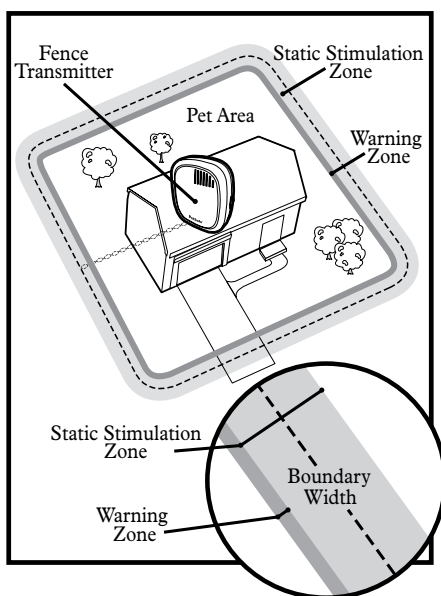 Fence
Transmitter
Static Stimulation
Zone
Pet Area
Warning
Zone
Static Stimulation
Zone
Boundary
Width
Warning
Zone